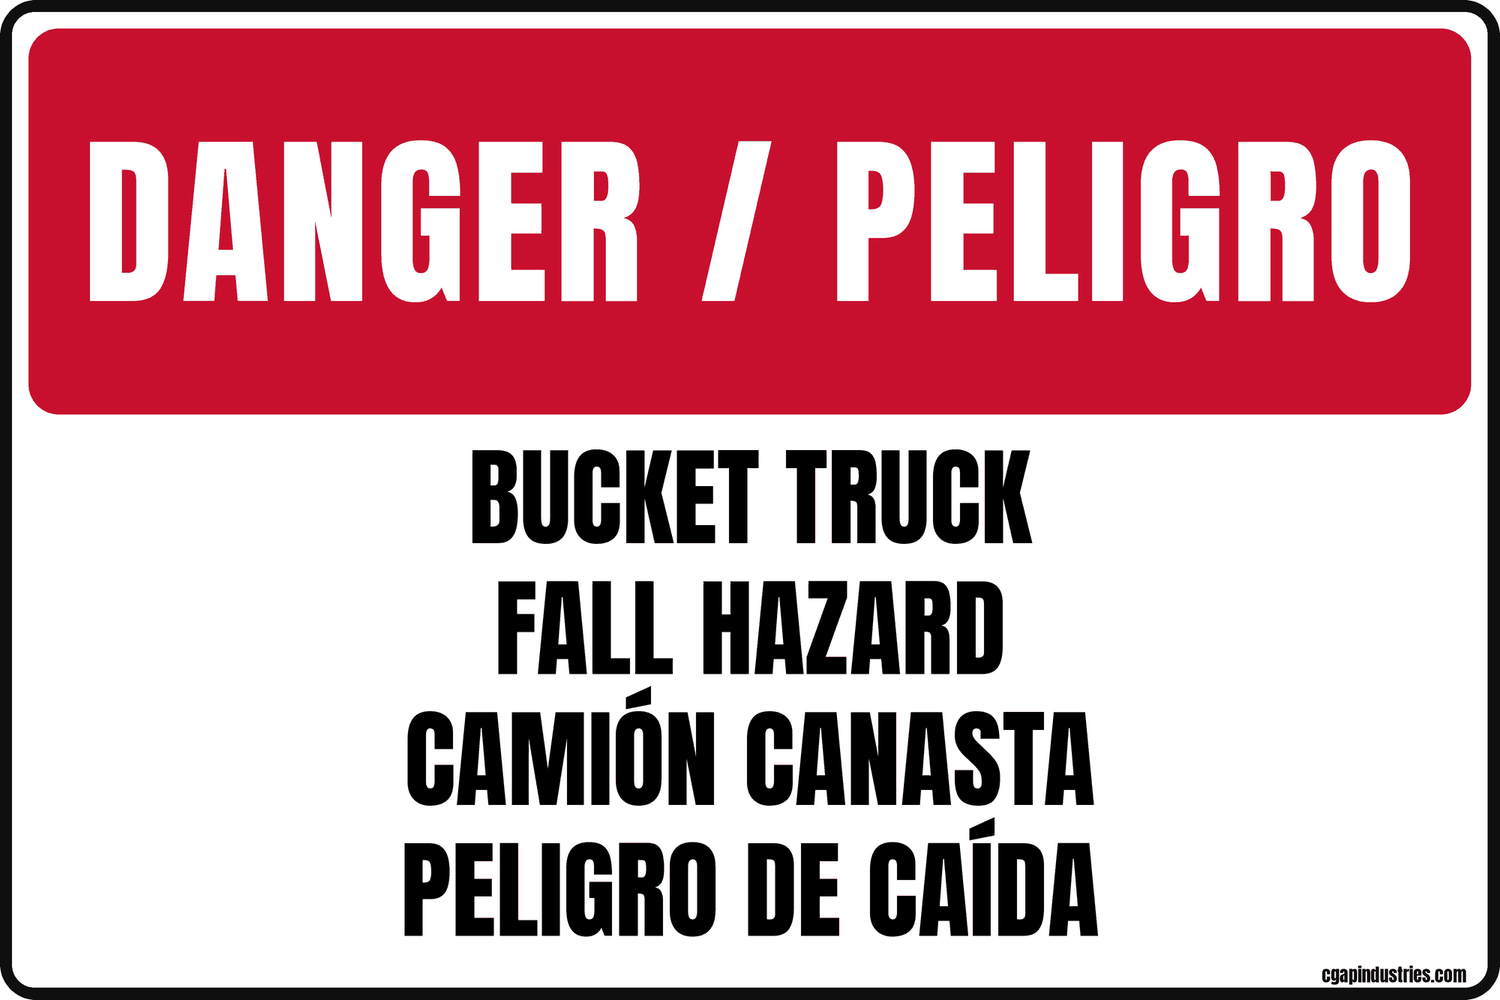 DANGER / PELIGRO
BUCKET TRUCK
FALL HAZARD
CAMIÓN CANASTA
PELIGRO DE CAÍDA
cgapindustries.com